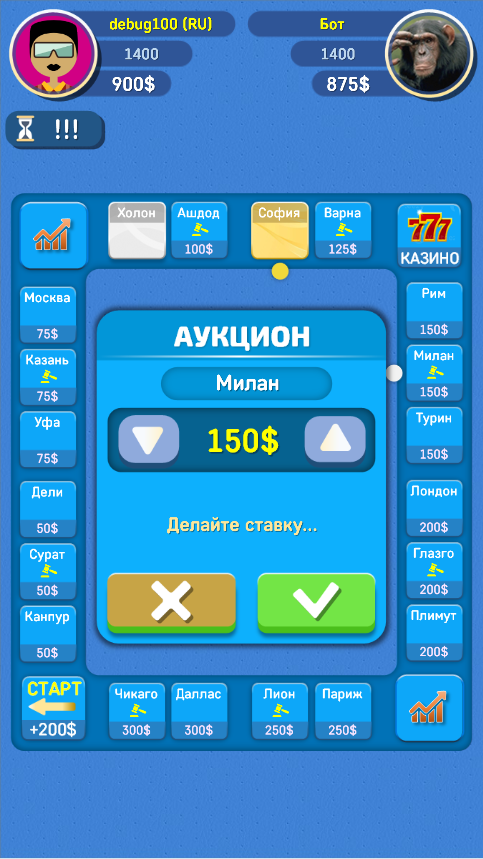 debug100 (RU)
Бот
1400
1400
900$
875$
!!!
Холон
Ашдод
100$
София
Варна
125$
777
КАЗИНО
Москва
75$
Казань
75$
Уфа
75$
Дели
50$
Сурат
50$
Канпур
50$
АУКЦИОН
Милан
150$
Делайте ставку...
Рим
150$
Милан
150$
Турин
150$
Лондон
200$
Глазго
200$
Плимут
200$
СТАРТ
+200$
Чикаго
300$
Даллас
300$
Лион
250$
Париж
250$